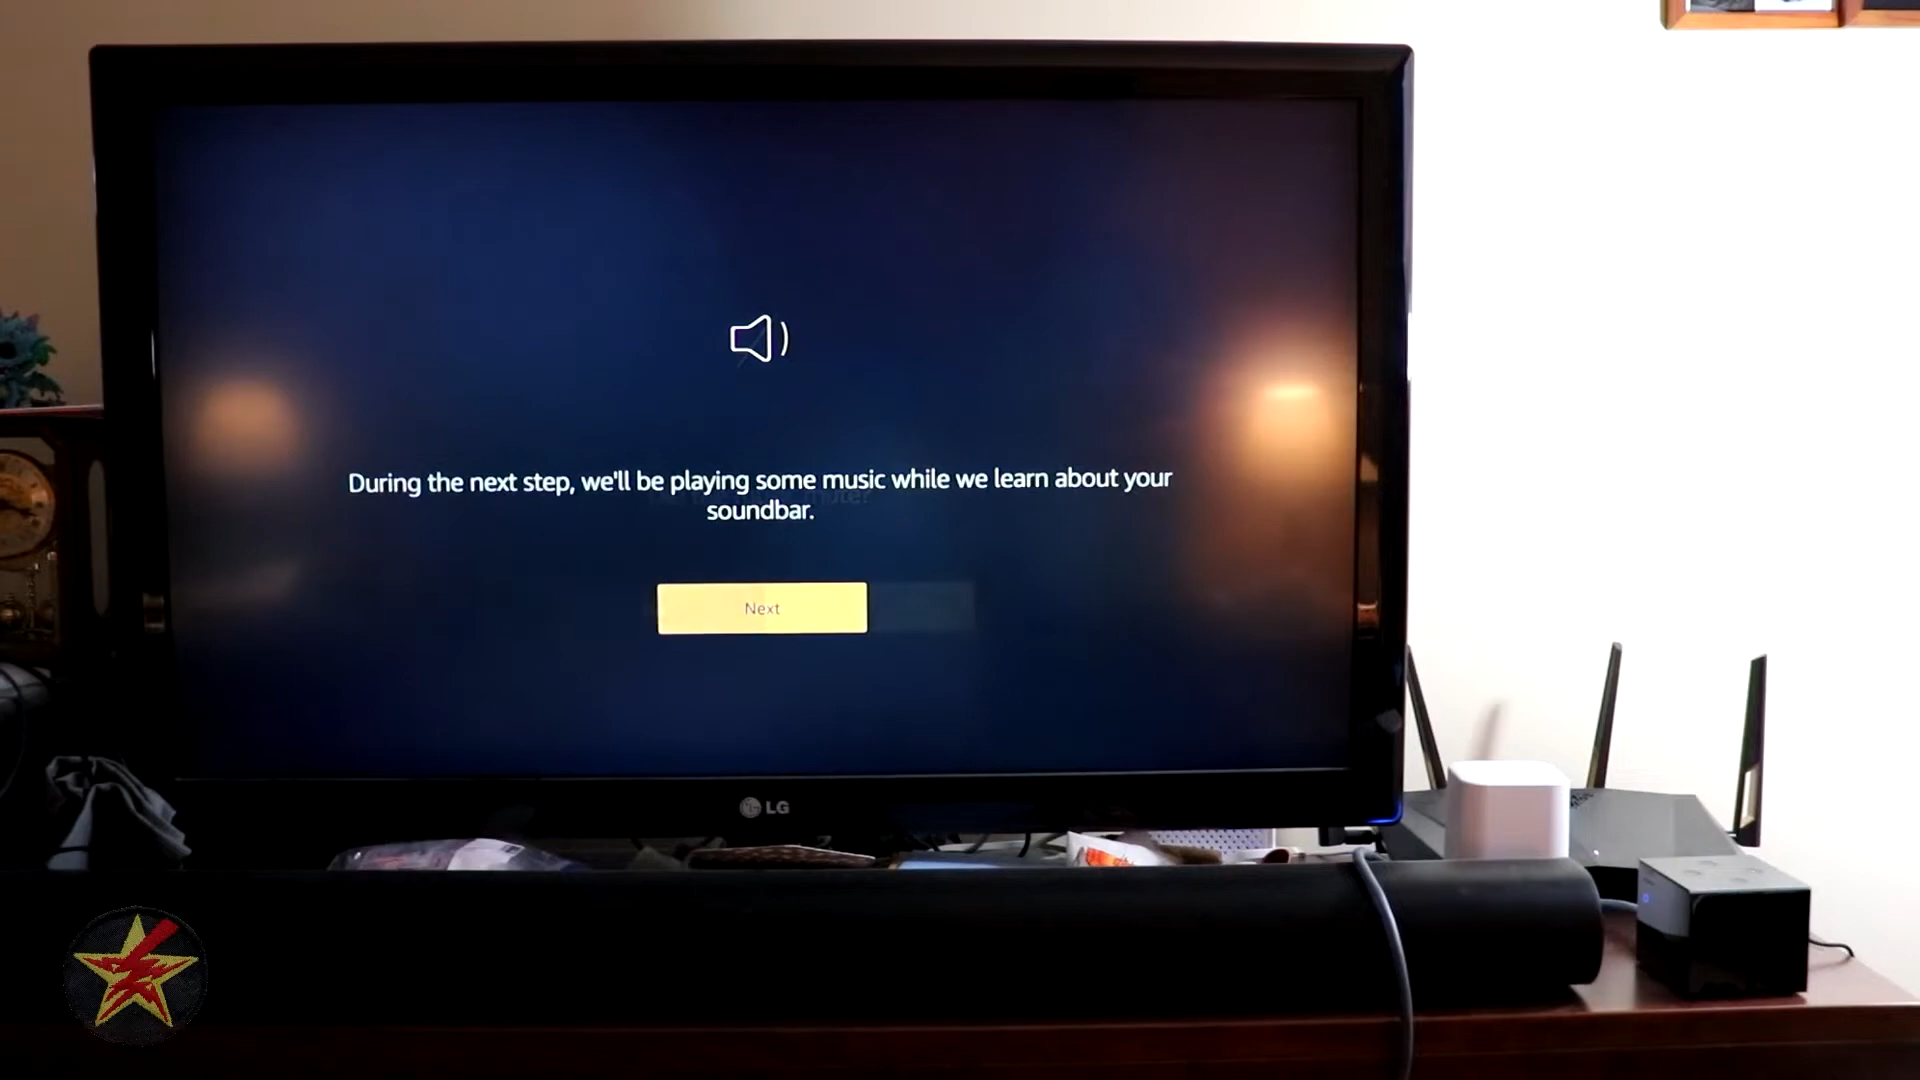 During the next step, we'll be playing some music while we learn about your
soundbar.
Next
LG